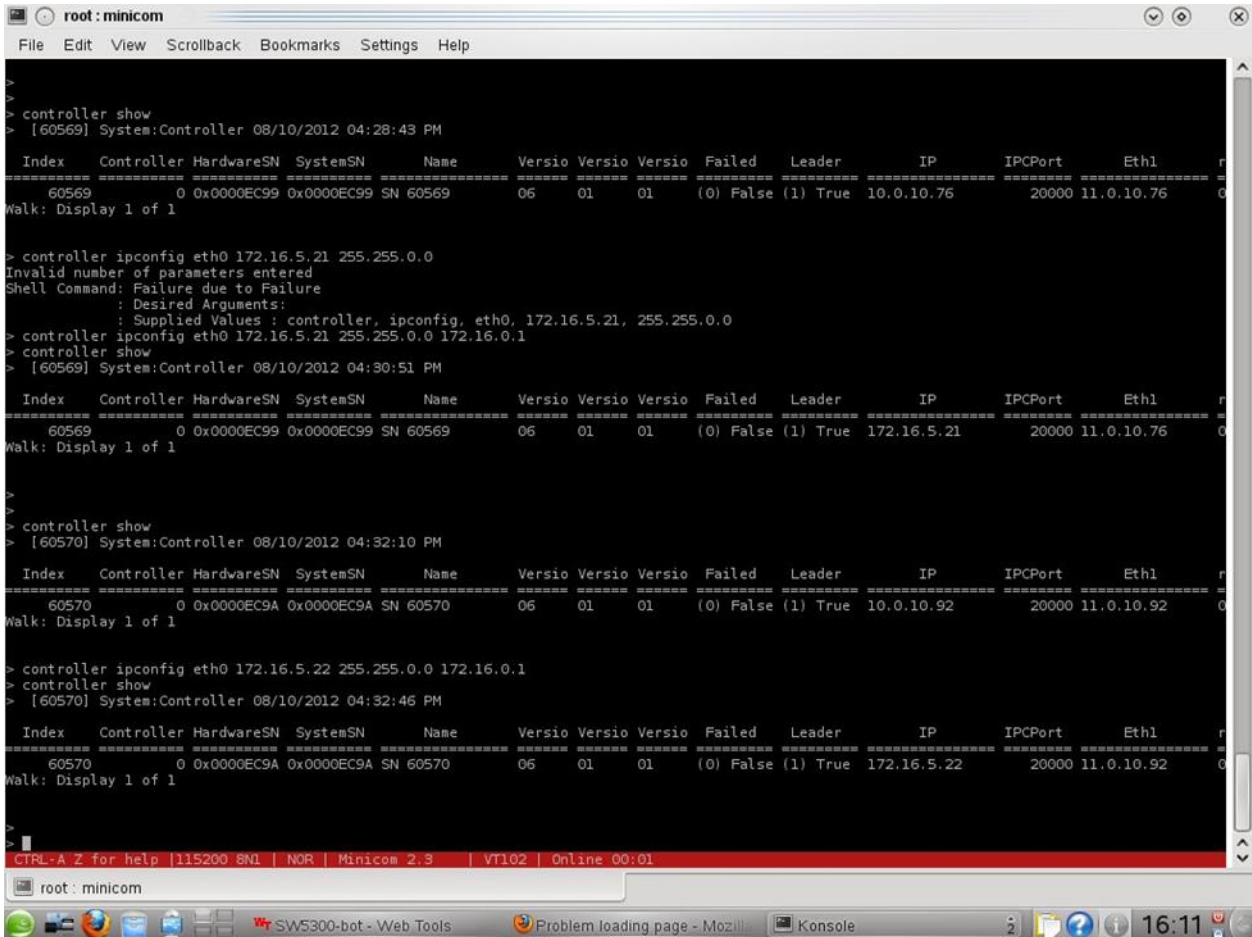 root : minicom
File Edit View Scrollback Bookmarks Settings Help
>
>
> controller show
> [60569] System:Controller 08/10/2012 04:28:43 PM
Index Controller HardwareSN SystemSN Name Versio Versio Versio Failed Leader IP IPCPort Eth1 r
========== ========== ========== ========== =============== ====== ====== ====== ========= ========= =============== ======== =============== =
60569 0 0x0000EC99 0x0000EC99 SN 60569 06 01 01 (0) False (1) True 10.0.10.76 20000 11.0.10.76 0
Walk: Display 1 of 1
> controller ipconfig eth0 172.16.5.21 255.255.0.0
Invalid number of parameters entered
Shell Command: Failure due to Failure
: Desired Arguments:
: Supplied Values : controller, ipconfig, eth0, 172.16.5.21, 255.255.0.0
> controller ipconfig eth0 172.16.5.21 255.255.0.0 172.16.0.1
> controller show
> [60569] System:Controller 08/10/2012 04:30:51 PM
Index Controller HardwareSN SystemSN Name Versio Versio Versio Failed Leader IP IPCPort Eth1 r
========== ========== ========== ========== =============== ====== ====== ====== ========= ========= =============== ======== =============== =
60569 0 0x0000EC99 0x0000EC99 SN 60569 06 01 01 (0) False (1) True 172.16.5.21 20000 11.0.10.76 0
Walk: Display 1 of 1
>
>
> controller show
> [60570] System:Controller 08/10/2012 04:32:10 PM
Index Controller HardwareSN SystemSN Name Versio Versio Versio Failed Leader IP IPCPort Eth1 r
========== ========== ========== ========== =============== ====== ====== ====== ========= ========= =============== ======== =============== =
60570 0 0x0000EC9A 0x0000EC9A SN 60570 06 01 01 (0) False (1) True 10.0.10.92 20000 11.0.10.92 0
Walk: Display 1 of 1
> controller ipconfig eth0 172.16.5.22 255.255.0.0 172.16.0.1
> controller show
> [60570] System:Controller 08/10/2012 04:32:46 PM
Index Controller HardwareSN SystemSN Name Versio Versio Versio Failed Leader IP IPCPort Eth1 r
========== ========== ========== ========== =============== ====== ====== ====== ========= ========= =============== ======== =============== =
60570 0 0x0000EC9A 0x0000EC9A SN 60570 06 01 01 (0) False (1) True 172.16.5.22 20000 11.0.10.92 0
Walk: Display 1 of 1
>
>
CTRL-A Z for help |115200 8N1 | NOR | Minicom 2.3 | VT102 | Online 00:01
root : minicom
WT SW5300-bot - Web Tools Problem loading page - Mozill Konsole 2 16:11